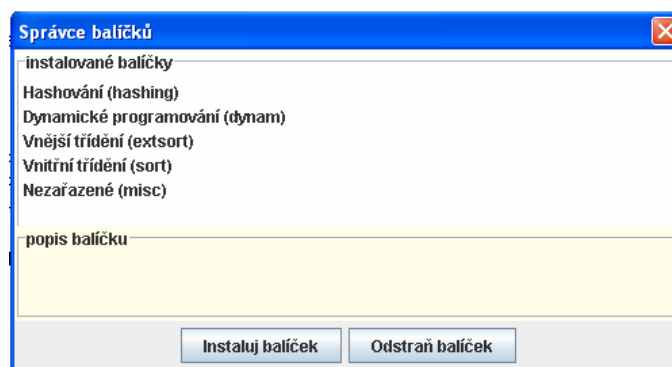 Správce balíčků
instalované balíčky
Hashování (hashing)
Dynamické programování (dynam)
Vnější třídění (extsort)
Vnitřní třídění (sort)
Nezařazené (misc)
popis balíčku
Instaluj balíček
Odstraň balíček